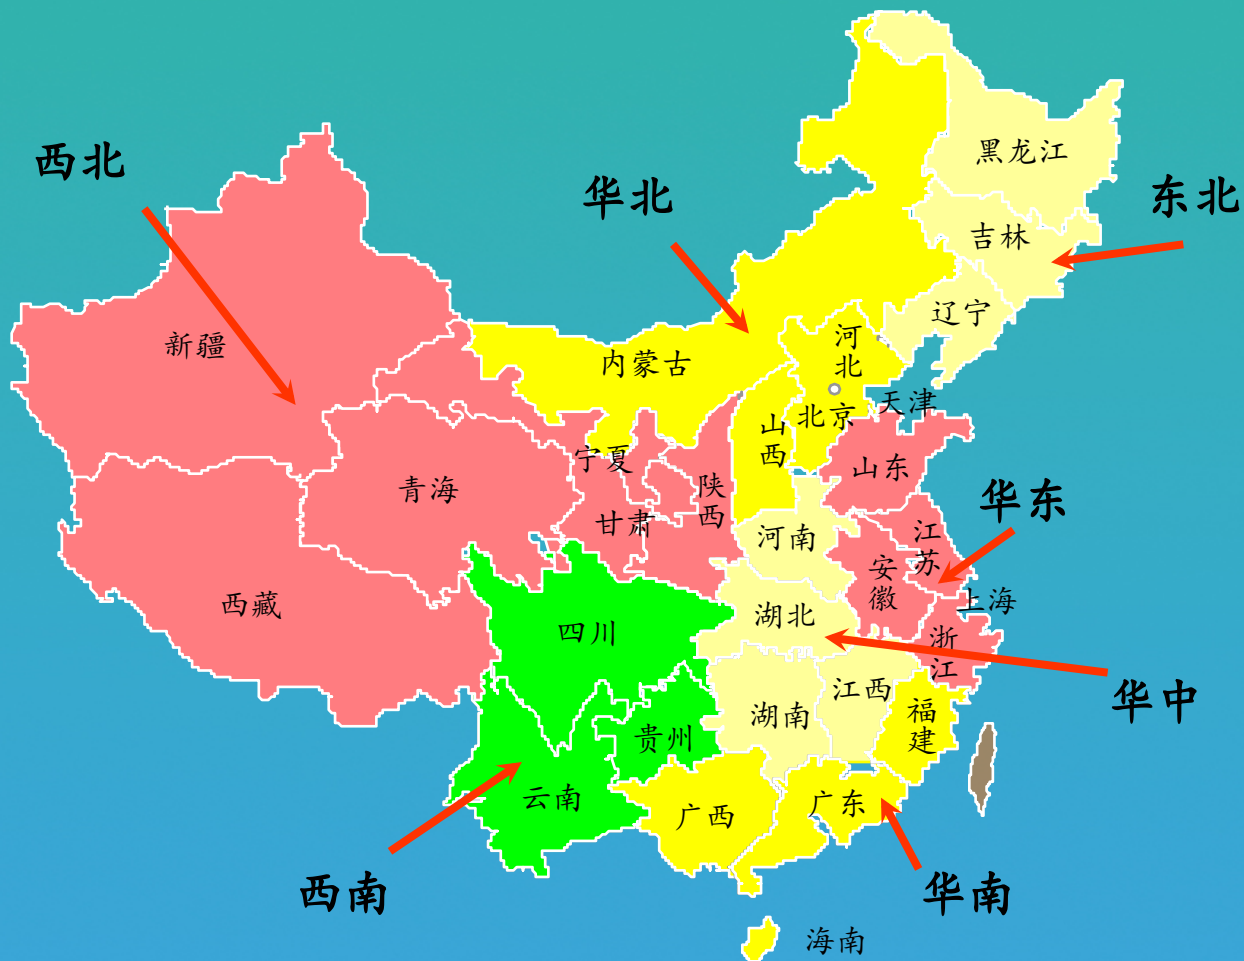 西北
华北
东北
黑龙江
吉林
辽宁
新疆
内蒙古
河北
北京
天津
山西
山东
宁夏
青海
陕西
甘肃
华东
河南
江苏
安徽
西藏
上海
湖北
四川
浙江
江西
华中
湖南
福建
贵州
云南
广西
广东
西南
华南
海南